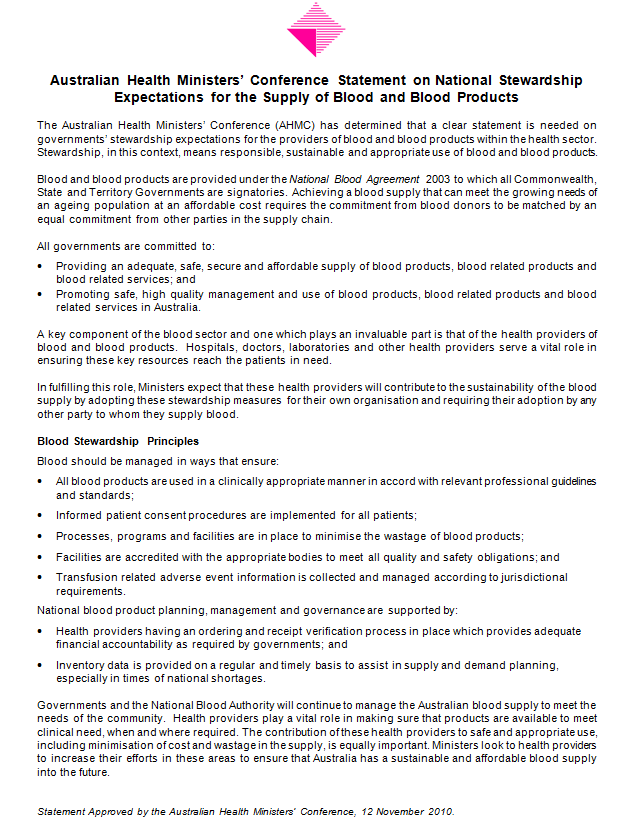 Australian Health Ministers' Conference Statement on National Stewardship
Expectations for the Supply of Blood and Blood Products
The Australian Health Ministers' Conference (AHMC) has determined that a clear statement is needed on
governments' stewardship expectations for the providers of blood and blood products within the health sector.
Stewardship, in this context, means responsible, sustainable and appropriate use of blood and blood products.
Blood and blood products are provided under the National Blood Agreement 2003 to which all Commonwealth,
State and Territory Governments are signatories. Achieving a blood supply that can meet the growing needs of
an ageing population at an affordable cost requires the commitment from blood donors to be matched by an
equal commitment from other parties in the supply chain.
All governments are committed to:
• Providing an adequate, safe, secure and affordable supply of blood products, blood related products and
blood related services; and
• Promoting safe, high quality management and use of blood products, blood related products and blood
related services in Australia.
A key component of the blood sector and one which plays an invaluable part is that of the health providers of
blood and blood products. Hospitals, doctors, laboratories and other health providers serve a vital role in
ensuring these key resources reach the patients in need.
In fulfilling this role, Ministers expect that these health providers will contribute to the sustainability of the blood
supply by adopting these stewardship measures for their own organisation and requiring their adoption by any
other party to whom they supply blood.
Blood Stewardship Principles
Blood should be managed in ways that ensure:
• All blood products are used in a clinically appropriate manner in accord with relevant professional guidelines
and standards;
• Informed patient consent procedures are implemented for all patients;
• Processes, programs and facilities are in place to minimise the wastage of blood products;
• Facilities are accredited with the appropriate bodies to meet all quality and safety obligations; and
• Transfusion related adverse event information is collected and managed according to jurisdictional
requirements.
National blood product planning, management and governance are supported by:
• Health providers having an ordering and receipt verification process in place which provides adequate
financial accountability as required by governments; and
• Inventory data is provided on a regular and timely basis to assist in supply and demand planning,
especially in times of national shortages.
Governments and the National Blood Authority will continue to manage the Australian blood supply to meet the
needs of the community. Health providers play a vital role in making sure that products are available to meet
clinical need, when and where required. The contribution of these health providers to safe and appropriate use,
including minimisation of cost and wastage in the supply, is equally important. Ministers look to health providers
to increase their efforts in these areas to ensure that Australia has a sustainable and affordable blood supply
into the future.
Statement Approved by the Australian Health Ministers' Conference, 12 November 2010.